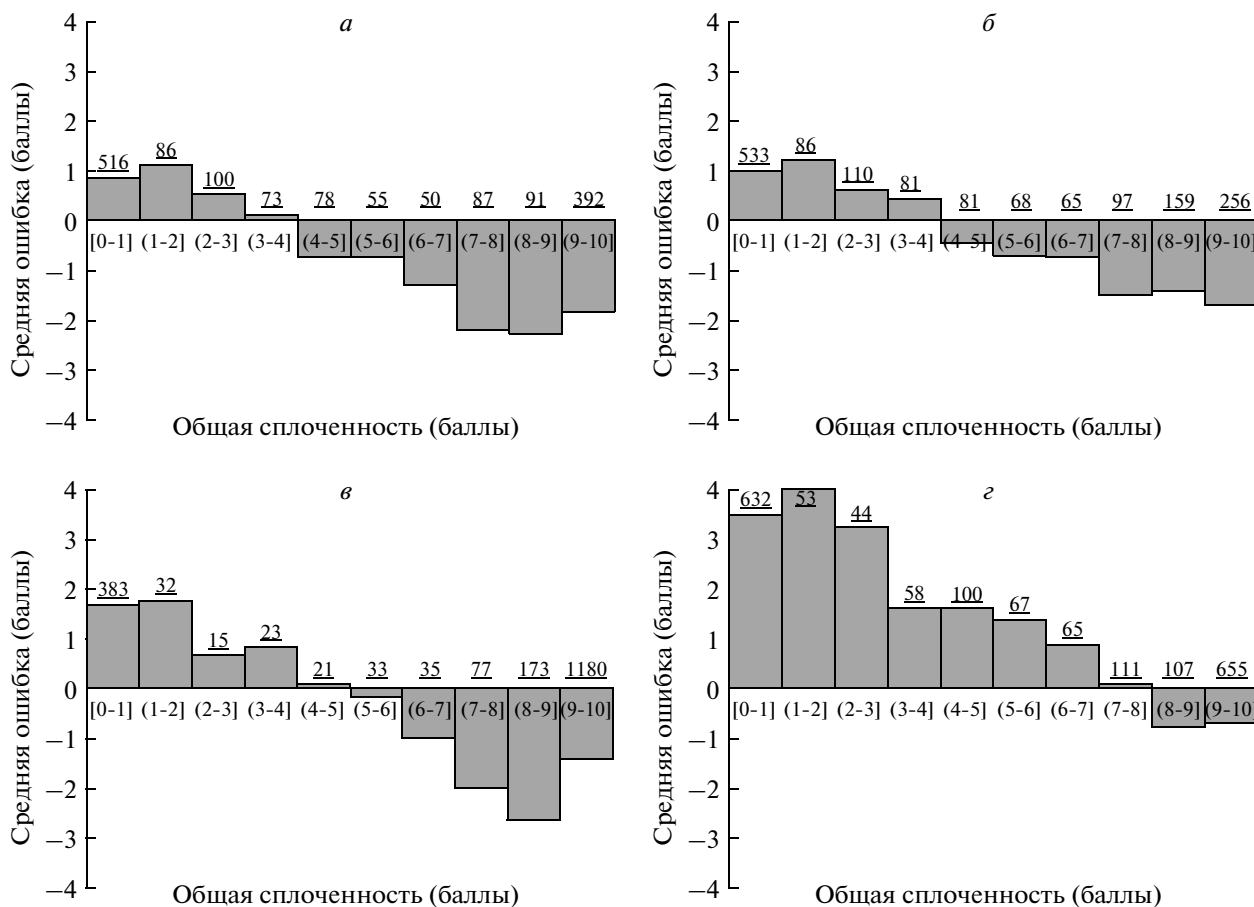 а
Средняя ошибка (баллы)
4
3
2
1
0
−1
−2
−3
−4
516 86 100 73 78 55 50 87 91 392
[0-1] (1-2] (2-3] (3-4] (4-5] (5-6] (6-7] (7-8] (8-9] (9-10]
Общая сплоченность (баллы)
б
Средняя ошибка (баллы)
4
3
2
1
0
−1
−2
−3
−4
533 86 110 81 81 68 65 97 159 256
[0-1] (1-2] (2-3] (3-4] (4-5] (5-6] (6-7] (7-8] (8-9] (9-10]
Общая сплоченность (баллы)
в
Средняя ошибка (баллы)
4
3
2
1
0
−1
−2
−3
−4
383 32 15 23 21 33 35 77 173 1180
[0-1] (1-2] (2-3] (3-4] (4-5] (5-6] (6-7] (7-8] (8-9] (9-10]
Общая сплоченность (баллы)
г
Средняя ошибка (баллы)
4
3
2
1
0
−1
−2
−3
−4
632 53 44 58 100 67 65 111 107 655
[0-1] (1-2] (2-3] (3-4] (4-5] (5-6] (6-7] (7-8] (8-9] (9-10]
Общая сплоченность (баллы)